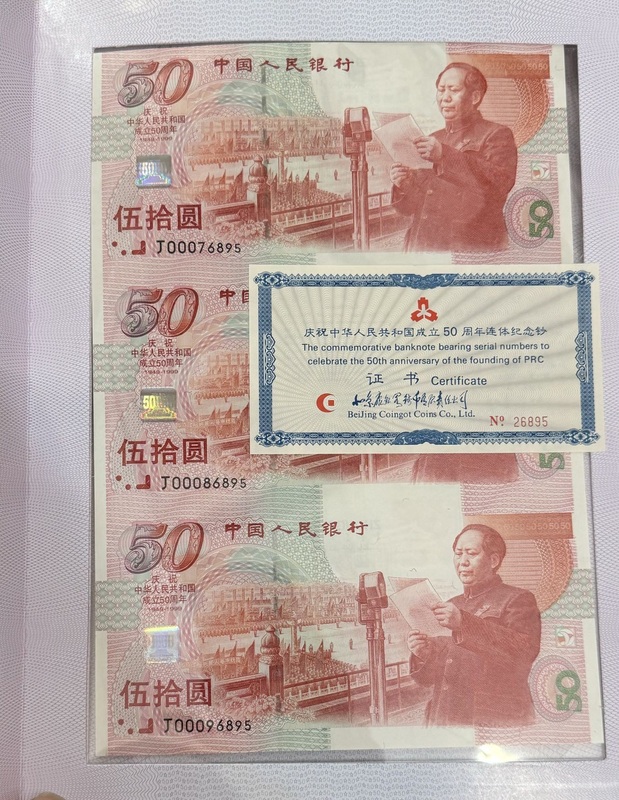 中国人民银行
50
庆祝
中华人民共和国
成立50周年
1949-1999
50
伍拾圆
50
J00076895
50
中国
庆祝
中华人民共和国
成立50周年
1949-1999
50
伍拾圆
J00086895
庆祝中华人民共和国成立50周年连体纪念钞
The commemorative banknote bearing serial numbers to
celebrate the 50th anniversary of the founding of PRC
证书 Certificate
BeiJing Coingot Coins Co., Ltd.
Nº 26895
中国人民银行
50
庆祝
中华人民共和国
成立50周年
1949-1999
伍拾圆
50
J00096895